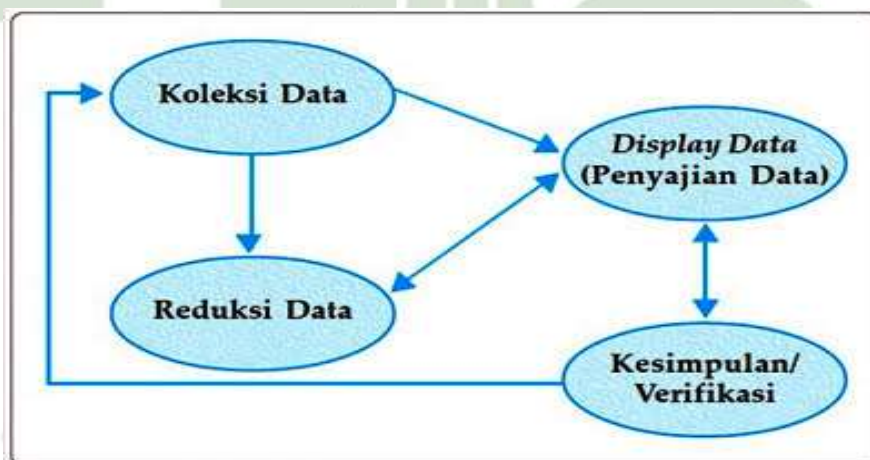 Koleksi Data
Display Data
(Penyajian Data)
Reduksi Data
Kesimpulan/
Verifikasi